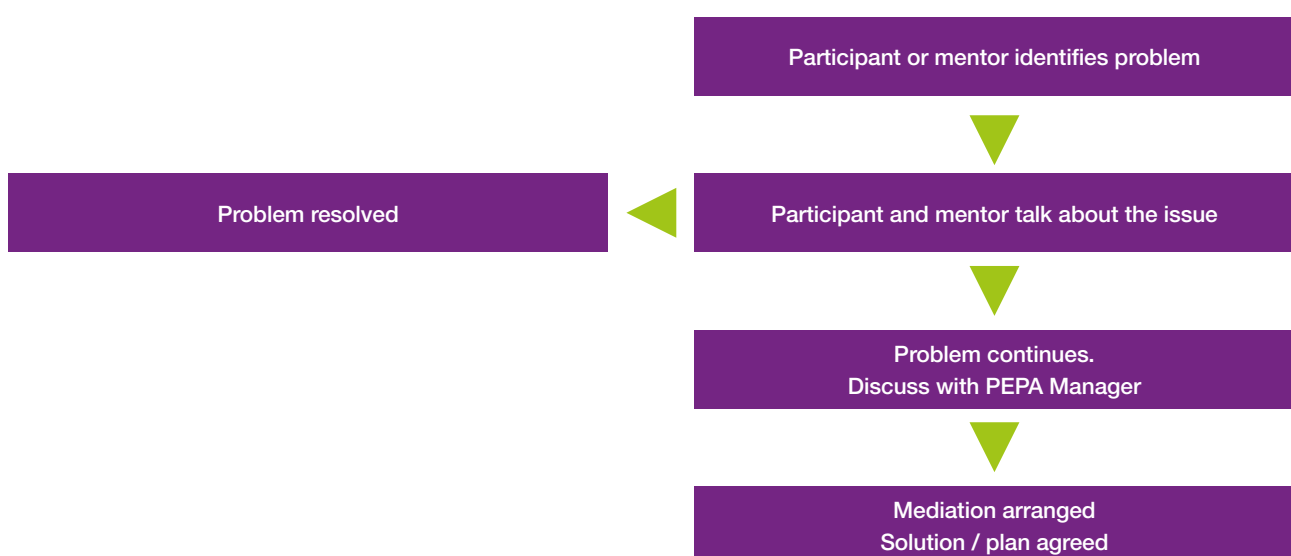 Participant or mentor identifies problem
Problem resolved
Participant and mentor talk about the issue
Problem continues.
Discuss with PEPA Manager
Mediation arranged
Solution / plan agreed